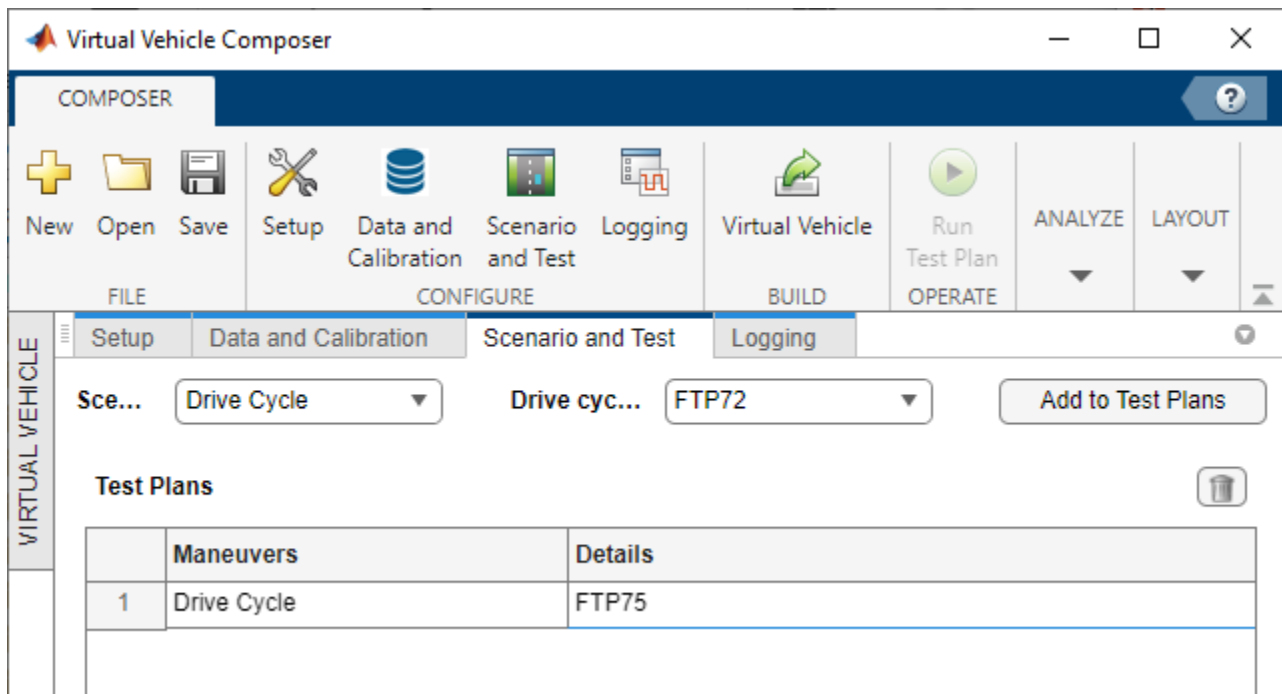 Virtual Vehicle Composer
COMPOSER
?
New Open Save Setup Data and Calibration Scenario and Test Logging Virtual Vehicle Run Test Plan ANALYZE LAYOUT
FILE CONFIGURE BUILD OPERATE
VIRTUAL VEHICLE
Setup Data and Calibration Scenario and Test Logging
Sce... Drive Cycle Drive cyc... FTP72 Add to Test Plans
Test Plans
Maneuvers Details
1 Drive Cycle FTP75